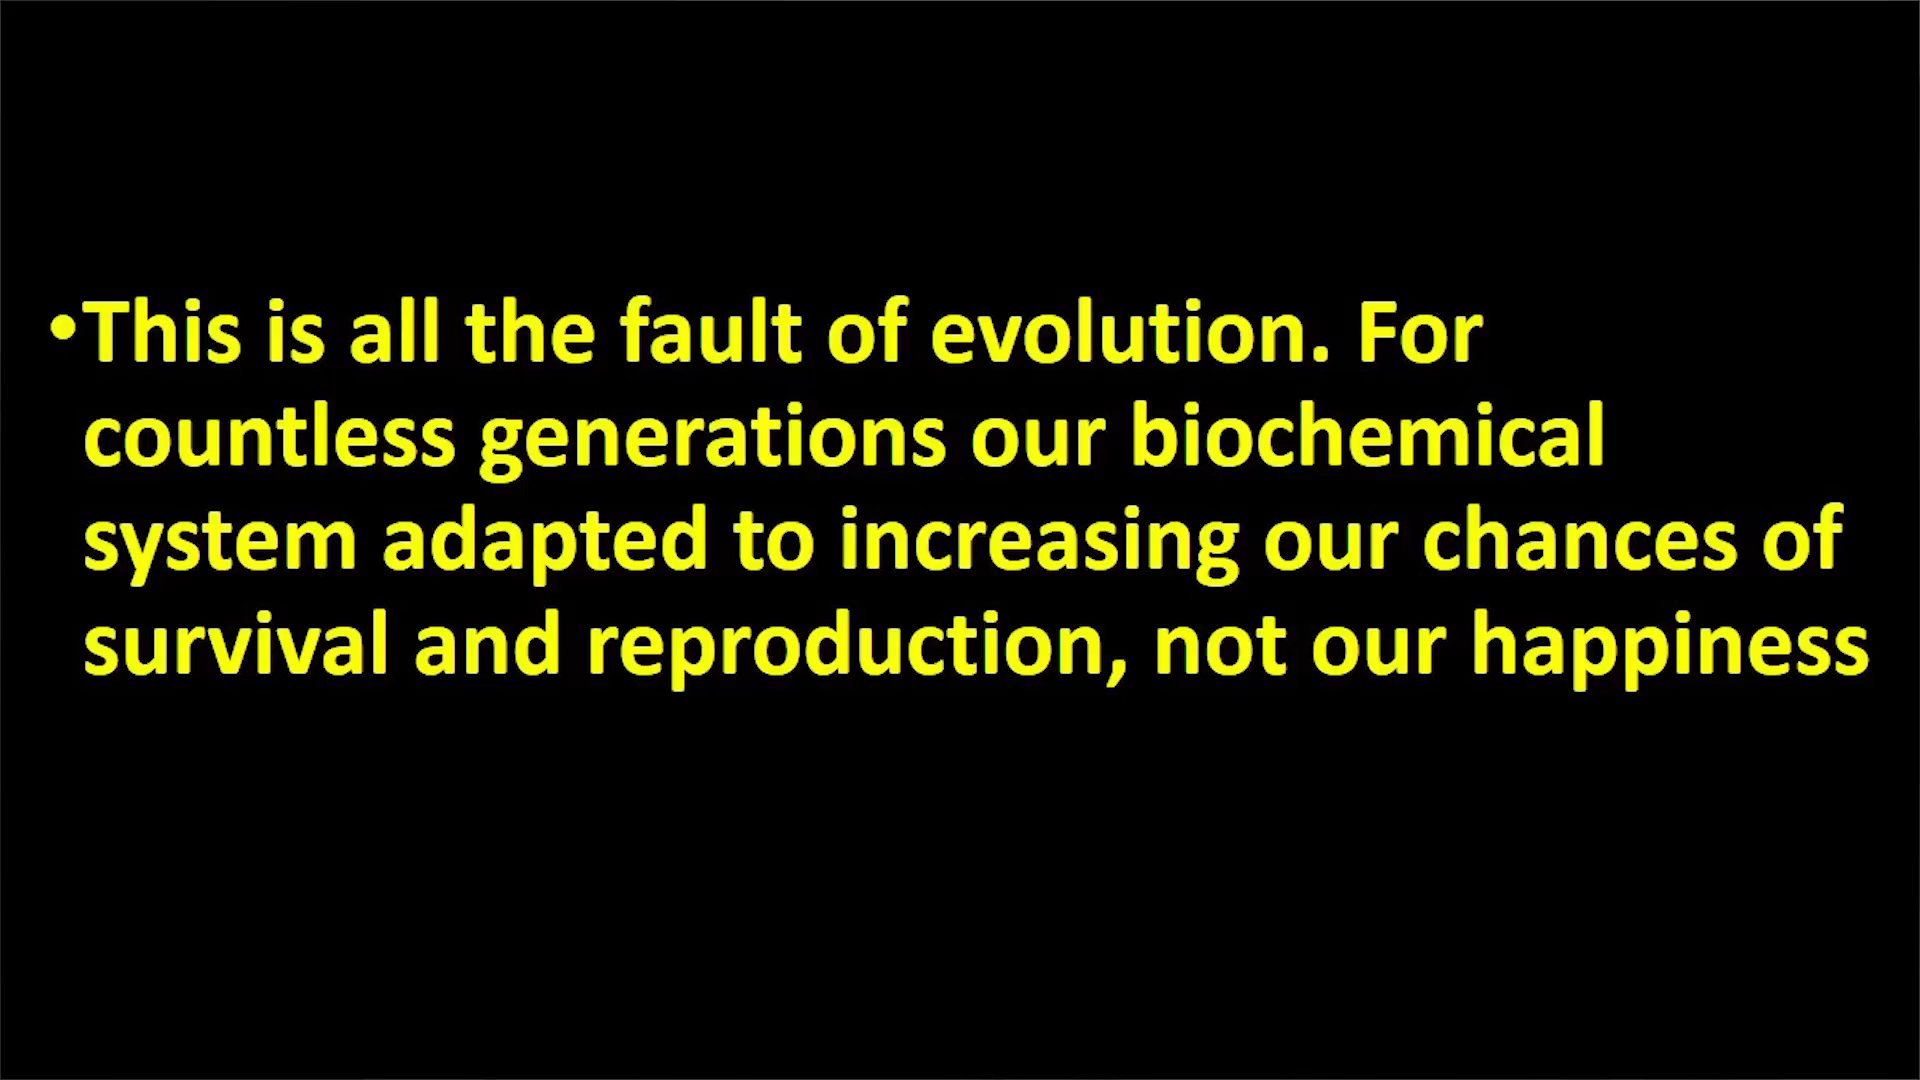 •This is all the fault of evolution. For
countless generations our biochemical
system adapted to increasing our chances of
survival and reproduction, not our happiness